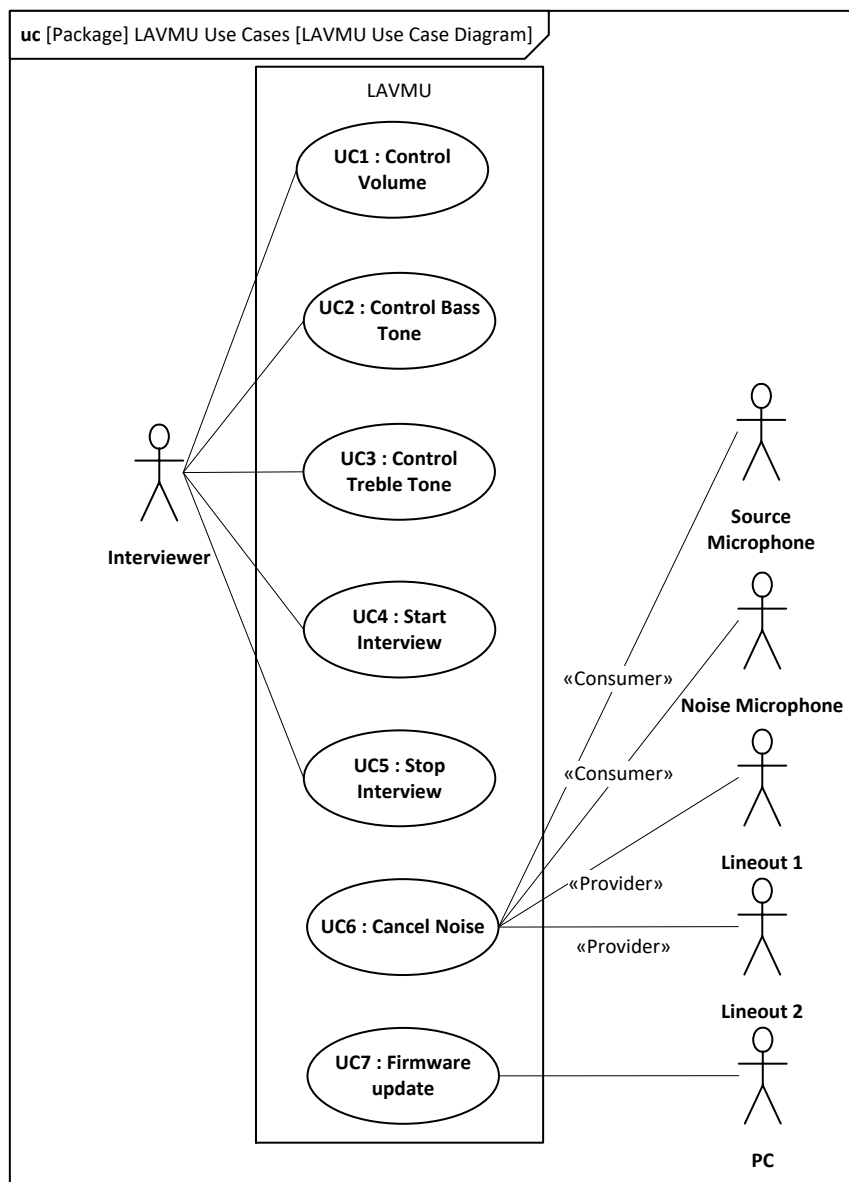 uc [Package] LAVMU Use Cases [LAVMU Use Case Diagram]
LAVMU
UC1 : Control
Volume
UC2 : Control Bass
Tone
UC3 : Control
Treble Tone
Interviewer
Source
Microphone
UC4 : Start
Interview
«Consumer»
Noise Microphone
UC5 : Stop
Interview
«Consumer»
Lineout 1
«Provider»
UC6 : Cancel Noise
«Provider»
Lineout 2
UC7 : Firmware
update
PC